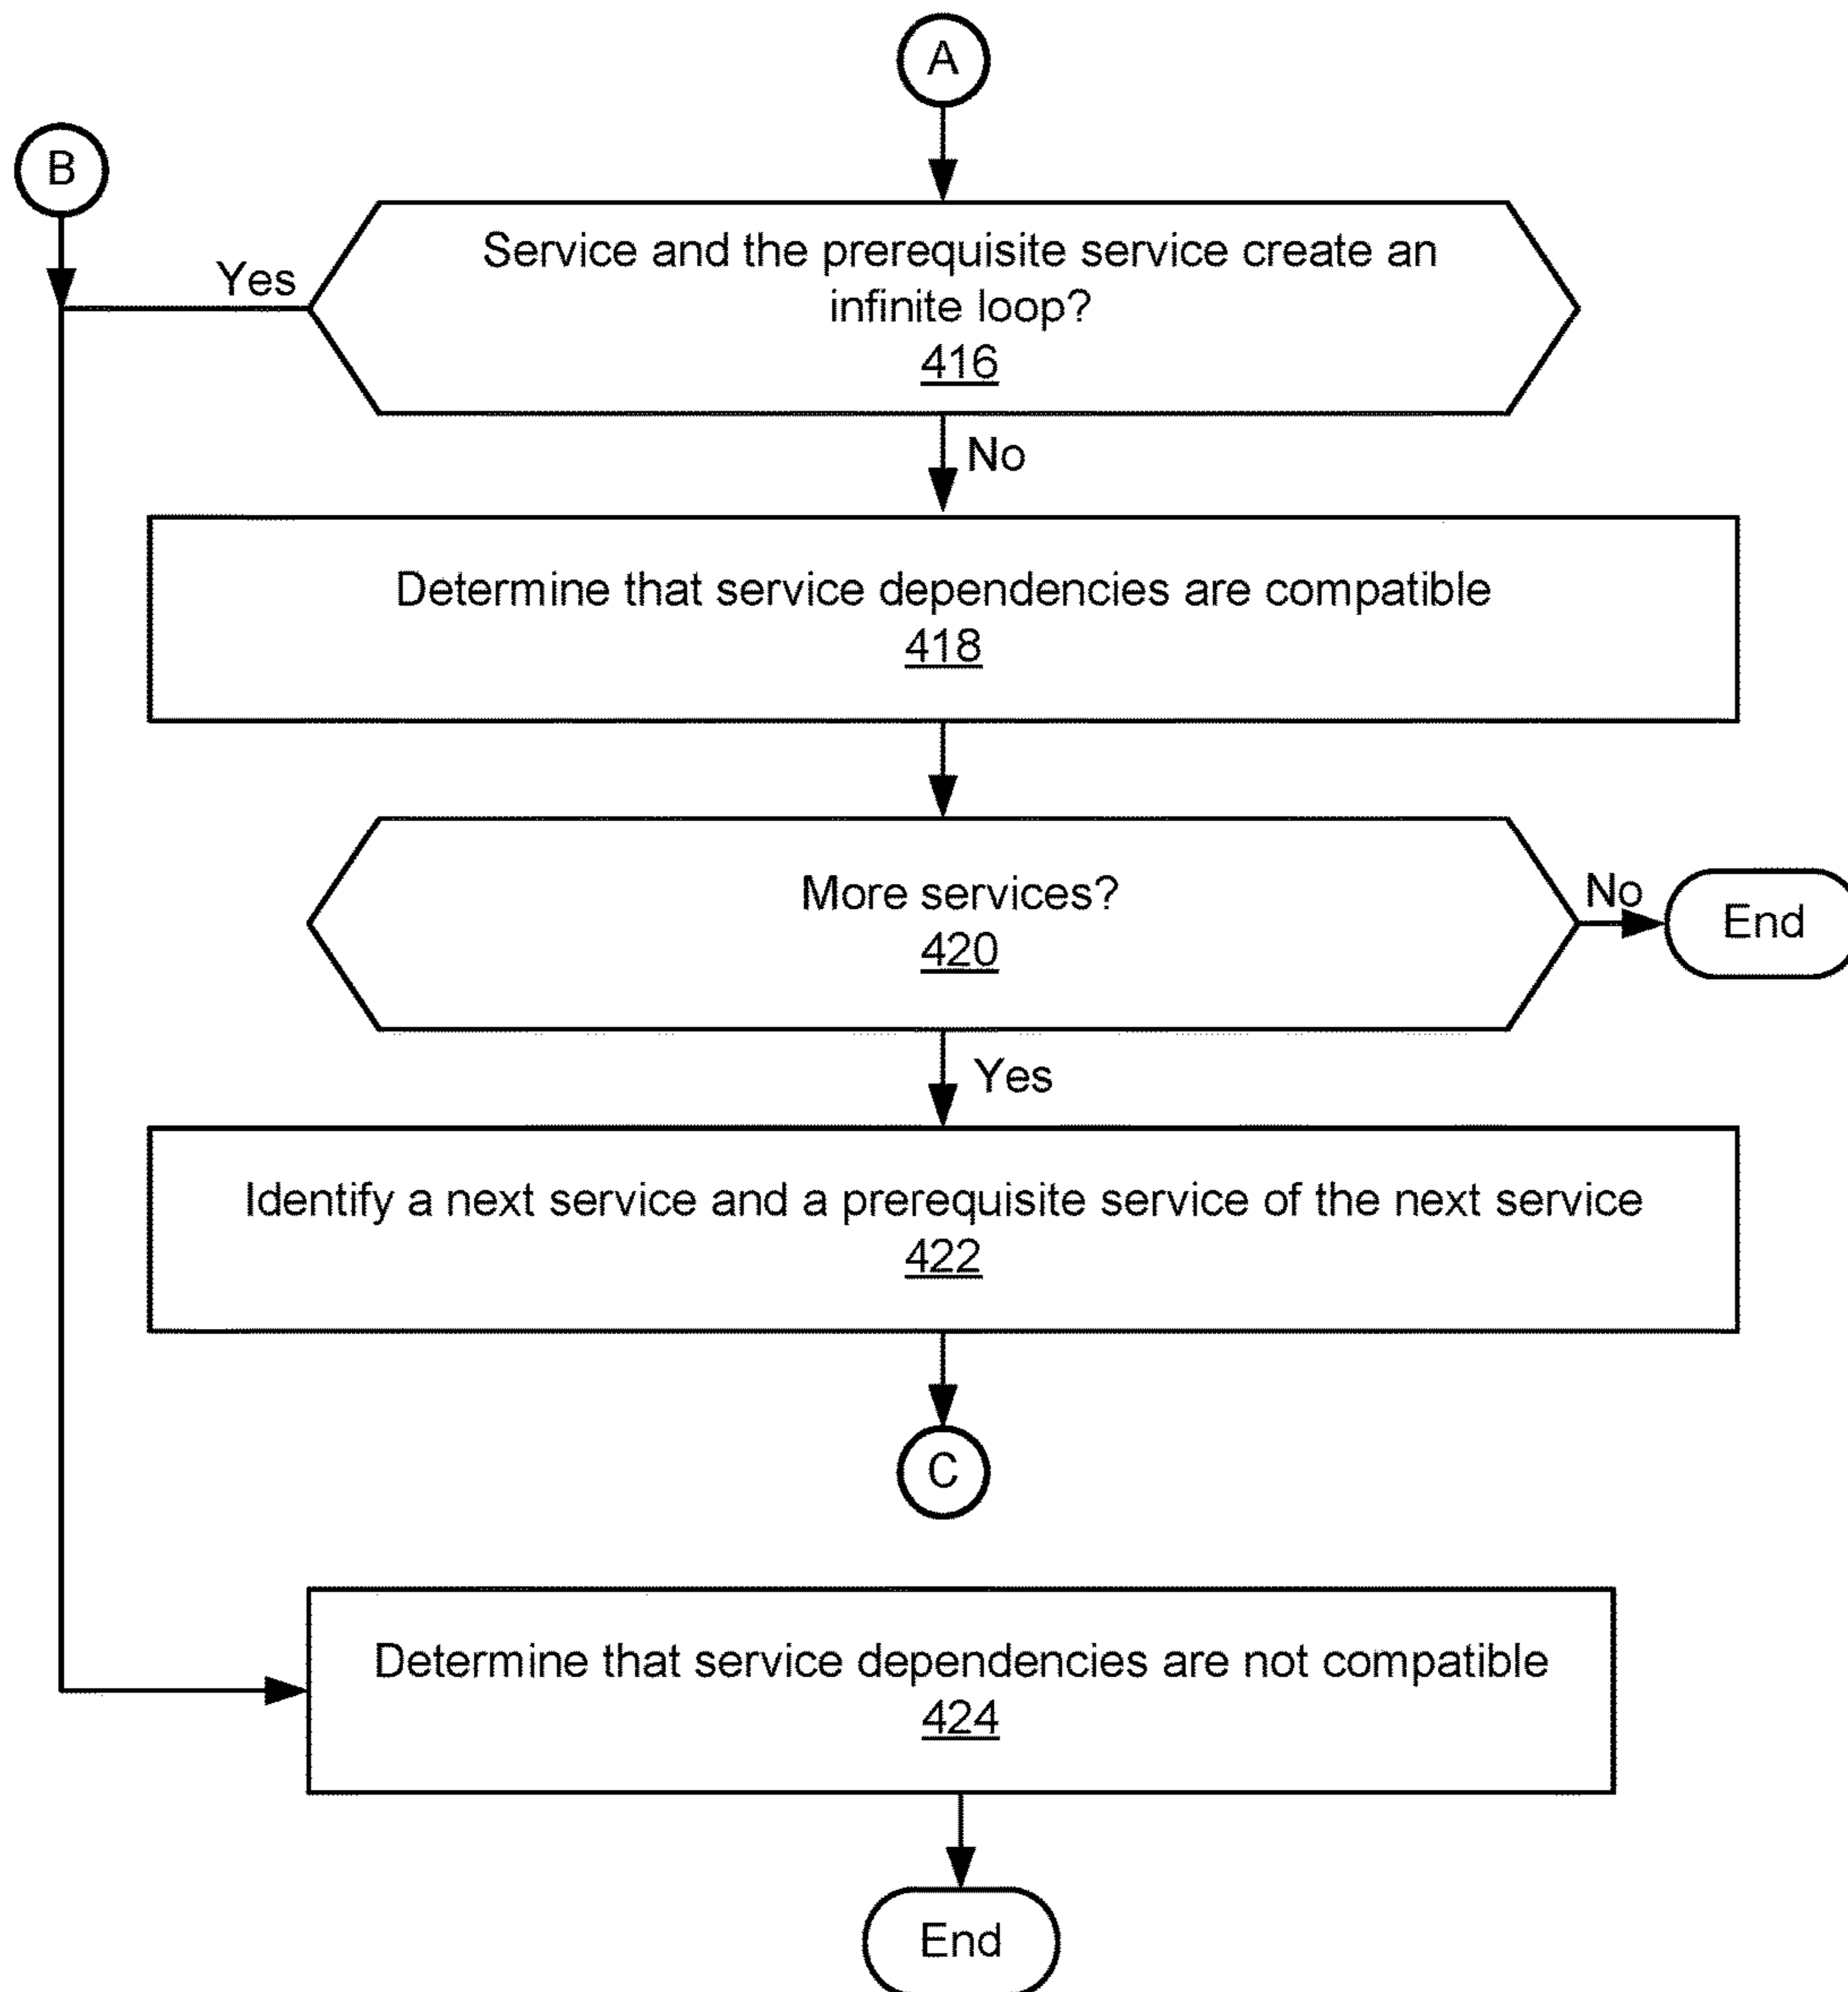 A
B
Yes
Service and the prerequisite service create an
infinite loop?
416
No
Determine that service dependencies are compatible
418
More services?
420
No
End
Yes
Identify a next service and a prerequisite service of the next service
422
C
Determine that service dependencies are not compatible
424
End